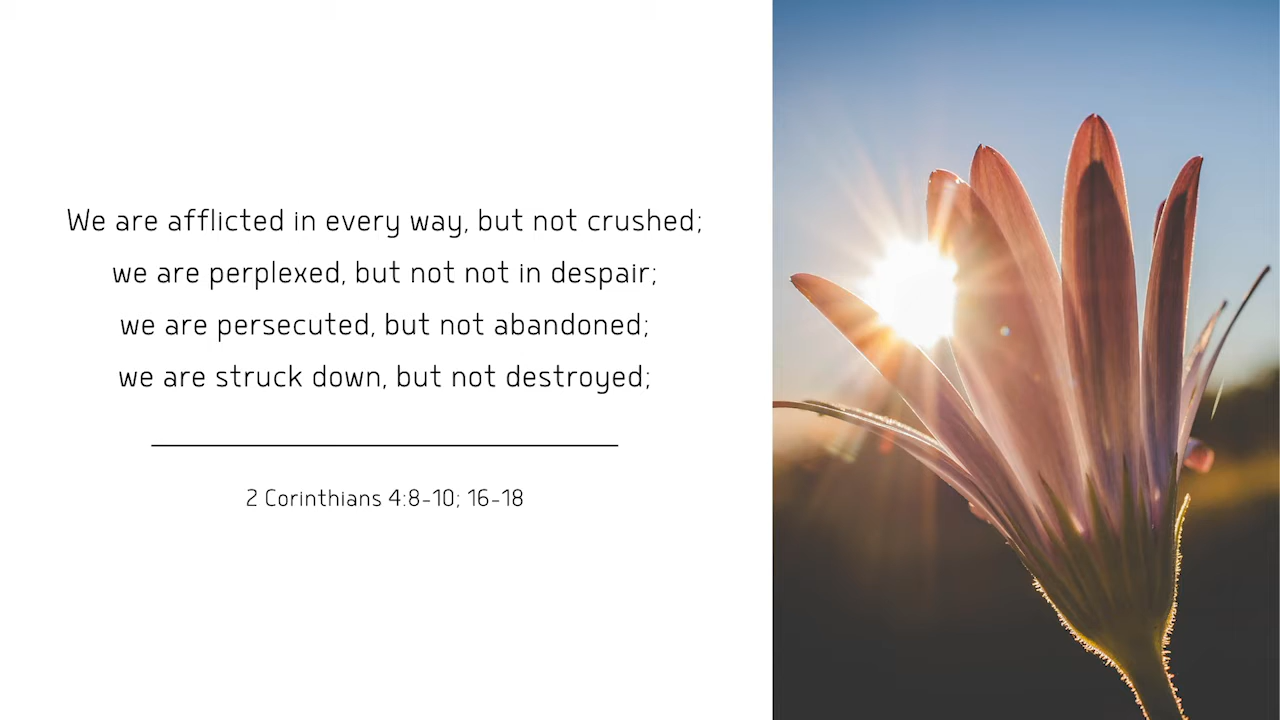 We are afflicted in every way, but not crushed;
we are perplexed, but not not in despair;
we are persecuted, but not abandoned;
we are struck down, but not destroyed;
2 Corinthians 4:8-10; 16-18